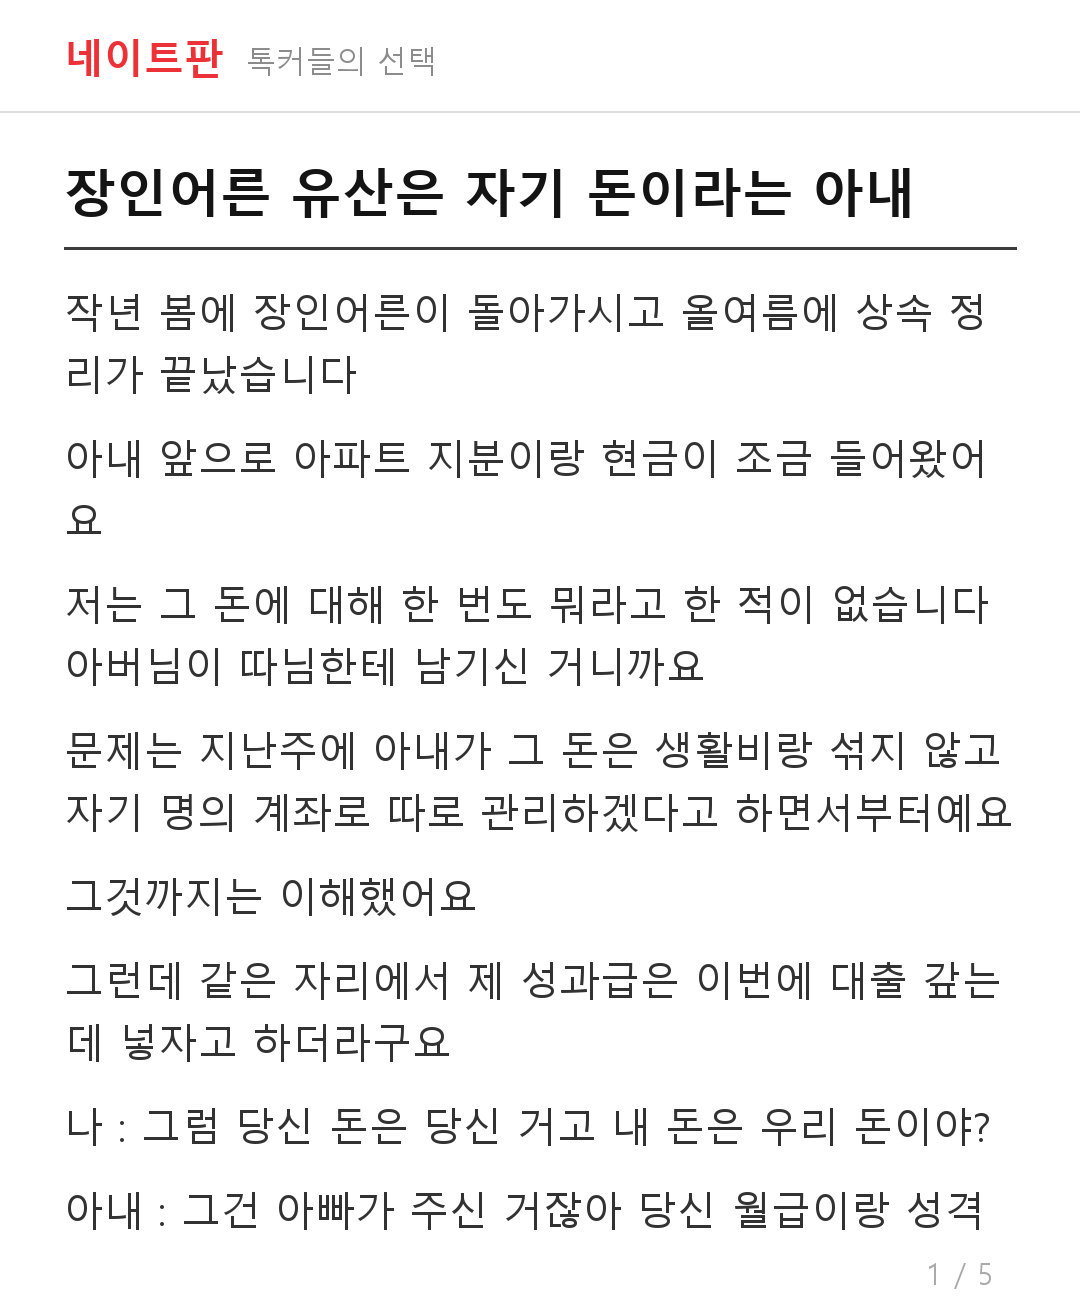 네이트판 톡커들의 선택
장인어른 유산은 자기 돈이라는 아내
작년 봄에 장인어른이 돌아가시고 올여름에 상속 정
리가 끝났습니다
아내 앞으로 아파트 지분이랑 현금이 조금 들어왔어
요
저는 그 돈에 대해 한 번도 뭐라고 한 적이 없습니다
아버님이 따님한테 남기신 거니까요
문제는 지난주에 아내가 그 돈은 생활비랑 섞지 않고
자기 명의 계좌로 따로 관리하겠다고 하면서부터예요
그것까지는 이해했어요
그런데 같은 자리에서 제 성과급은 이번에 대출 갚는
데 넣자고 하더라구요
나 : 그럼 당신 돈은 당신 거고 내 돈은 우리 돈이야?
아내 : 그건 아빠가 주신 거잖아 당신 월급이랑 성격
1 / 5